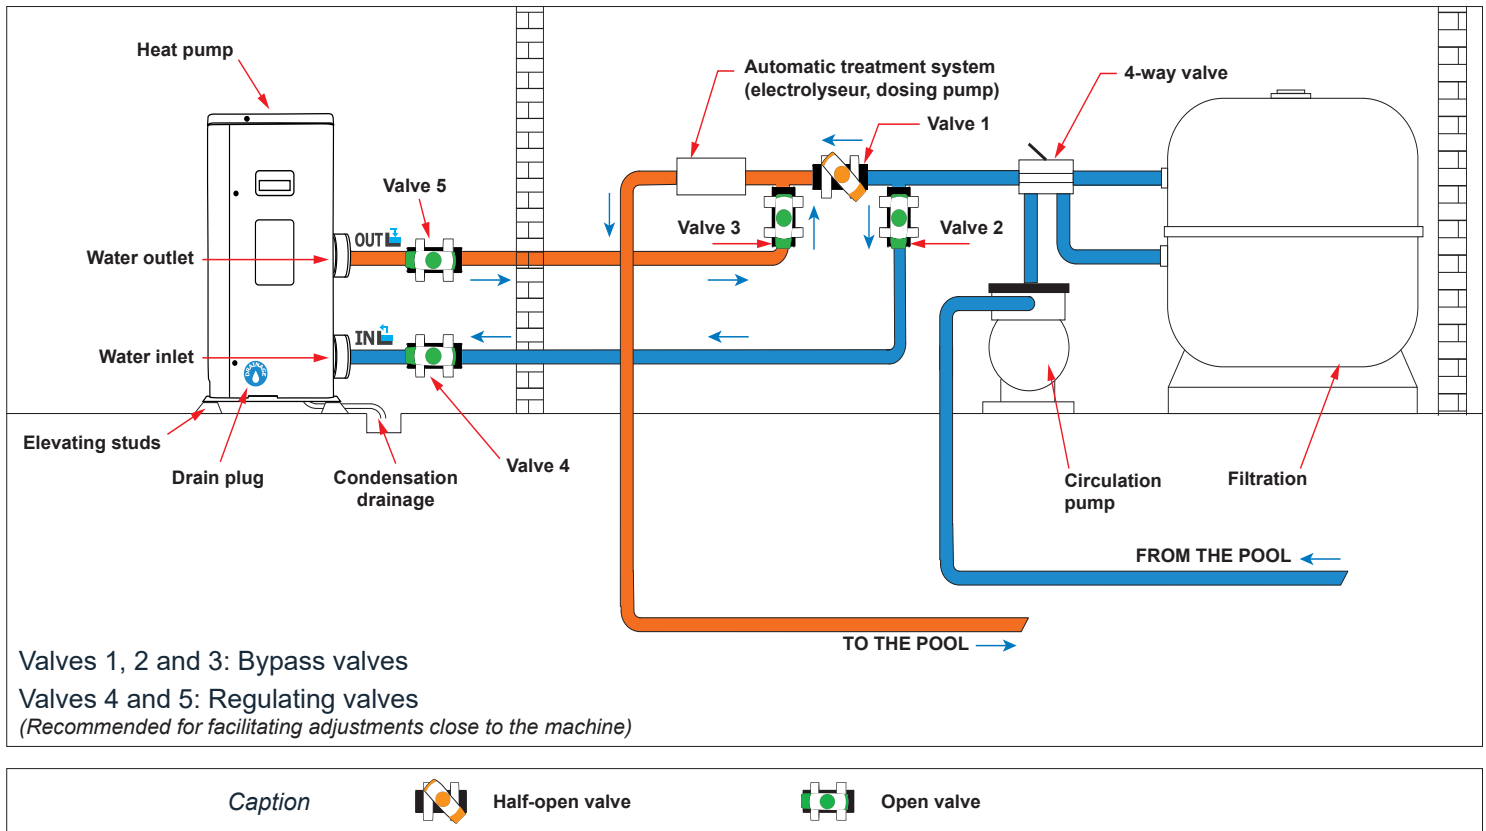 Heat pump
Automatic treatment system
(electrolyseur, dosing pump)
4-way valve
Valve 1
Valve 5
Valve 3
Valve 2
OUT
Water outlet
IN
Water inlet
DRAINAGE
Elevating studs
Drain plug
Condensation
drainage
Valve 4
Circulation
pump
Filtration
FROM THE POOL
TO THE POOL
Valves 1, 2 and 3: Bypass valves
Valves 4 and 5: Regulating valves
(Recommended for facilitating adjustments close to the machine)
Caption
Half-open valve
Open valve